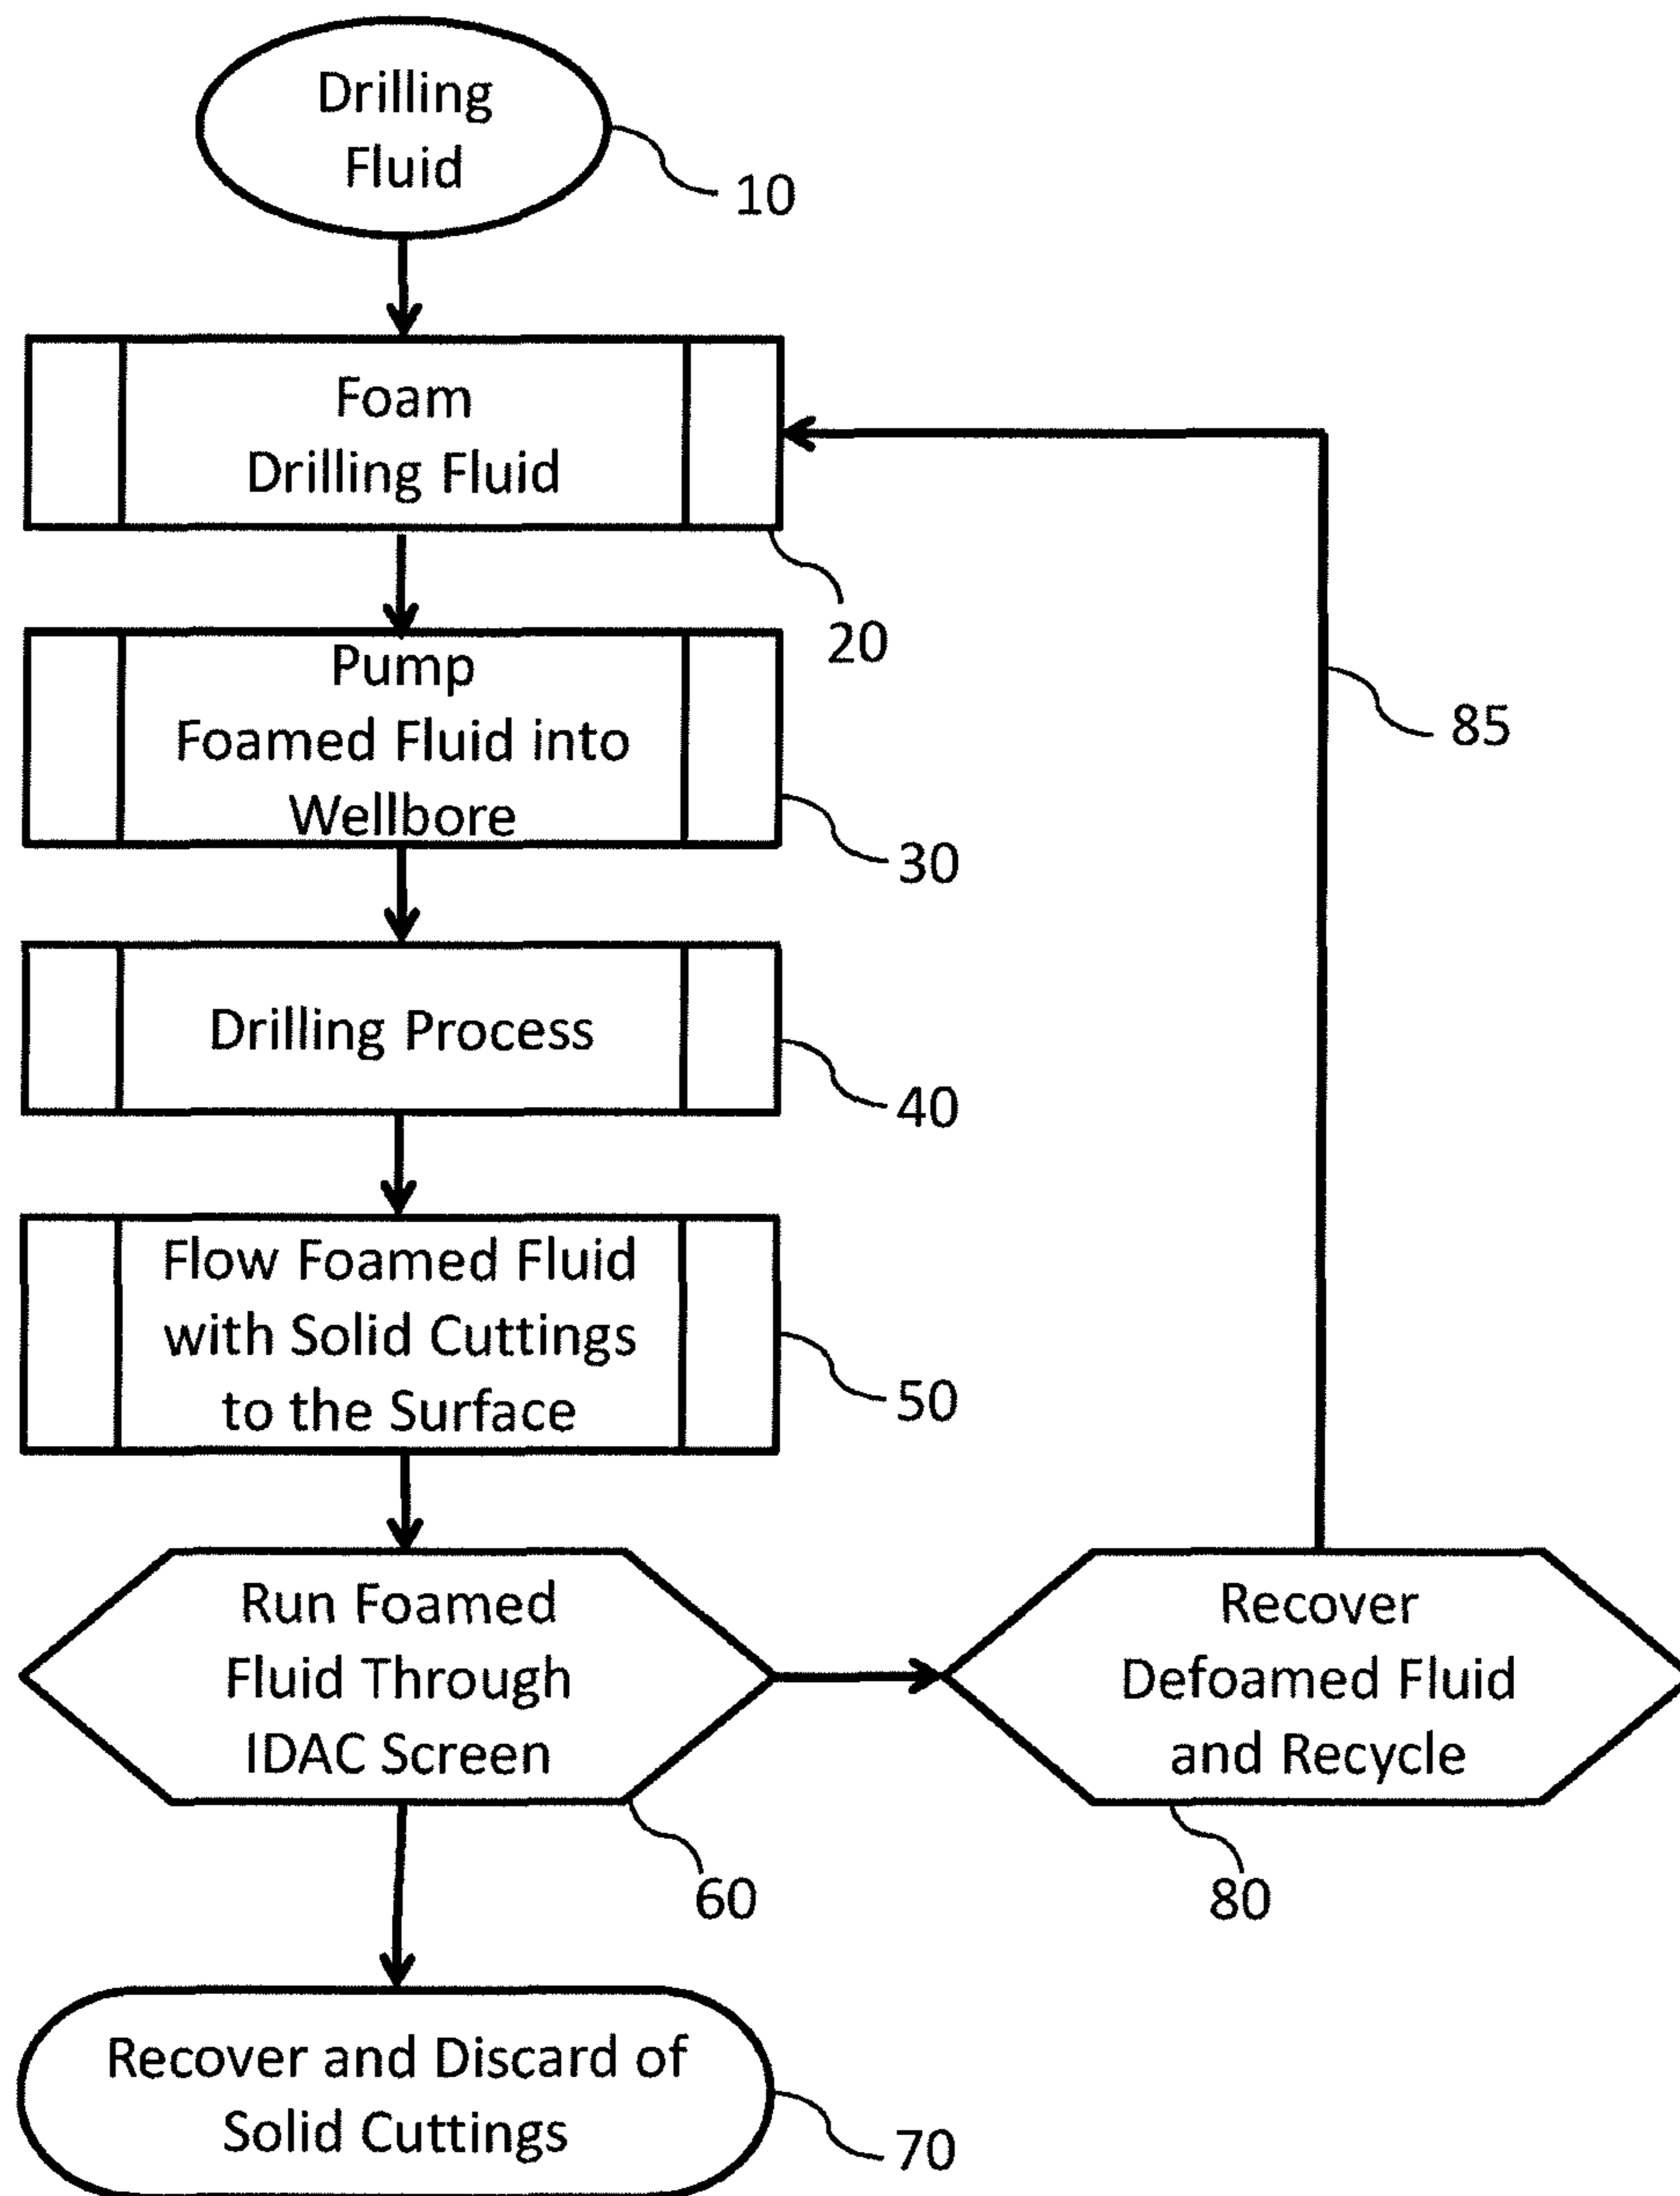 Drilling
Fluid
10
Foam
Drilling Fluid
20
Pump
Foamed Fluid into
Wellbore
30
85
Drilling Process
40
Flow Foamed Fluid
with Solid Cuttings
to the Surface
50
Run Foamed
Fluid Through
IDAC Screen
60
Recover
Defoamed Fluid
and Recycle
80
Recover and Discard of
Solid Cuttings
70